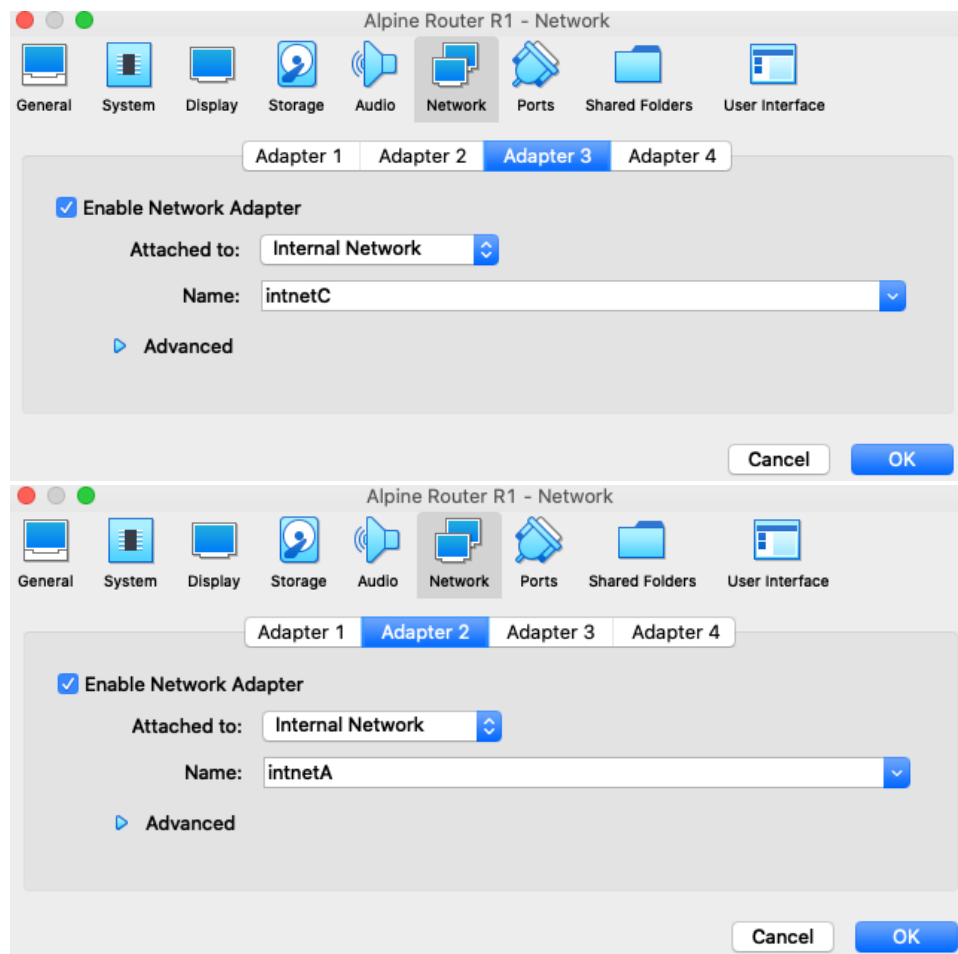 Alpine Router R1 - Network
General System Display Storage Audio Network Ports Shared Folders User Interface
Adapter 1 Adapter 2 Adapter 3 Adapter 4
Enable Network Adapter
Attached to: Internal Network
Name: intnetC
Advanced
Cancel OK
Alpine Router R1 - Network
General System Display Storage Audio Network Ports Shared Folders User Interface
Adapter 1 Adapter 2 Adapter 3 Adapter 4
Enable Network Adapter
Attached to: Internal Network
Name: intnetA
Advanced
Cancel OK